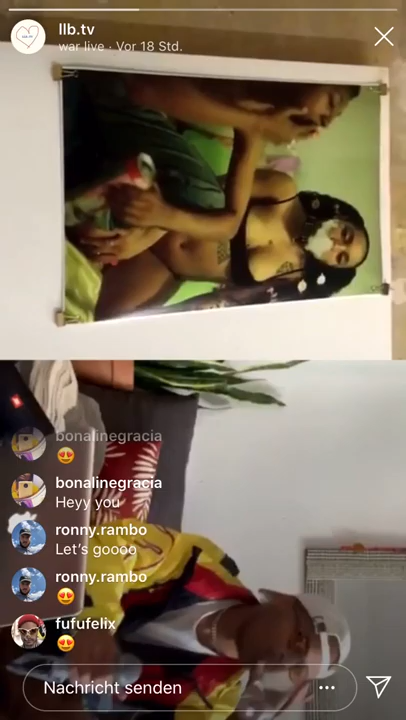 llb.tv
war live · Vor 18 Std.
bonalinegracia
😍
bonalinegracia
Heyy you
ronny.rambo
Let's goooo
ronny.rambo
😍
fufufelix
😍
Nachricht senden